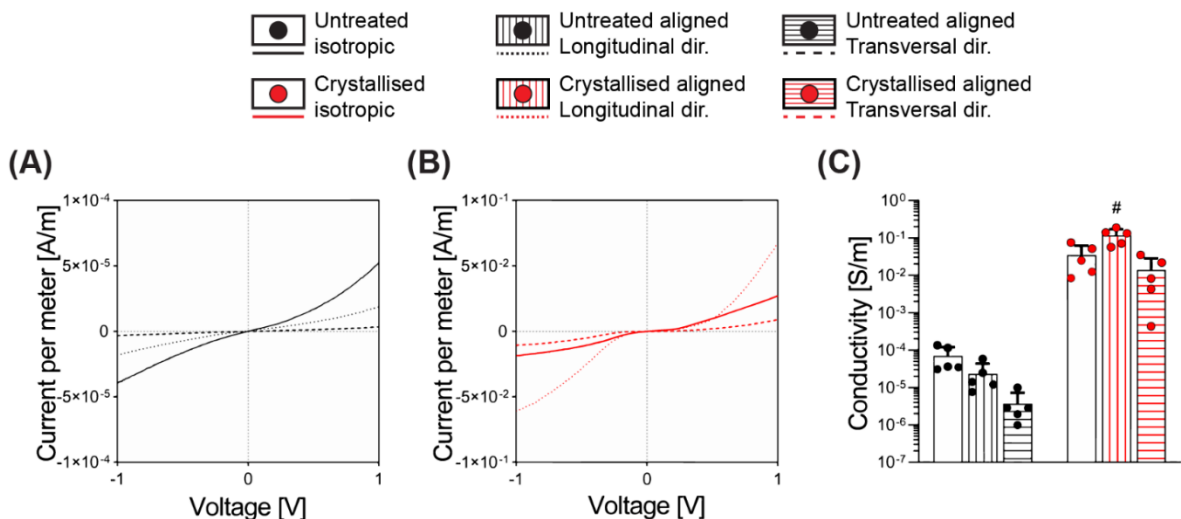 Untreated
isotropic
Untreated aligned
Longitudinal dir.
Untreated aligned
Transversal dir.
Crystallised
isotropic
Crystallised aligned
Longitudinal dir.
Crystallised aligned
Transversal dir.
(A)
Current per meter [A/m]
1×10⁻⁴
5×10⁻⁵
0
-5×10⁻⁵
-1×10⁻⁴
-1
0
1
Voltage [V]
(B)
Current per meter [A/m]
1×10⁻¹
5×10⁻²
0
-5×10⁻²
-1×10⁻¹
-1
0
1
Voltage [V]
(C)
Conductivity [S/m]
10⁰
10⁻¹
10⁻²
10⁻³
10⁻⁴
10⁻⁵
10⁻⁶
10⁻⁷
#